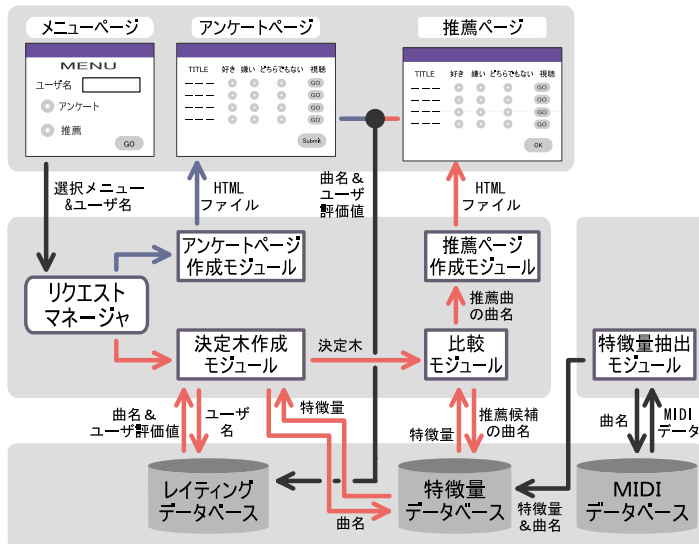 メニューページ
アンケートページ
推薦ページ
MENU
ユーザ名
アンケート
推薦
GO
TITLE 好き 嫌い どちらでもない 視聴
GO
GO
GO
GO
Submit
TITLE 好き 嫌い どちらでもない 視聴
GO
GO
GO
GO
OK
選択メニュー
&ユーザ名
HTML
ファイル
曲名&
ユーザ
評価値
HTML
ファイル
アンケートページ
作成モジュール
推薦ページ
作成モジュール
リクエスト
マネージャ
推薦曲
の曲名
決定木作成
モジュール
決定木
比較
モジュール
特徴量抽出
モジュール
曲名&
ユーザ評価値
ユーザ
名
特徴量
特徴量
推薦候補
の曲名
曲名
MIDI
データ
レイティング
データベース
曲名
特徴量
データベース
特徴量
&曲名
MIDI
データベース